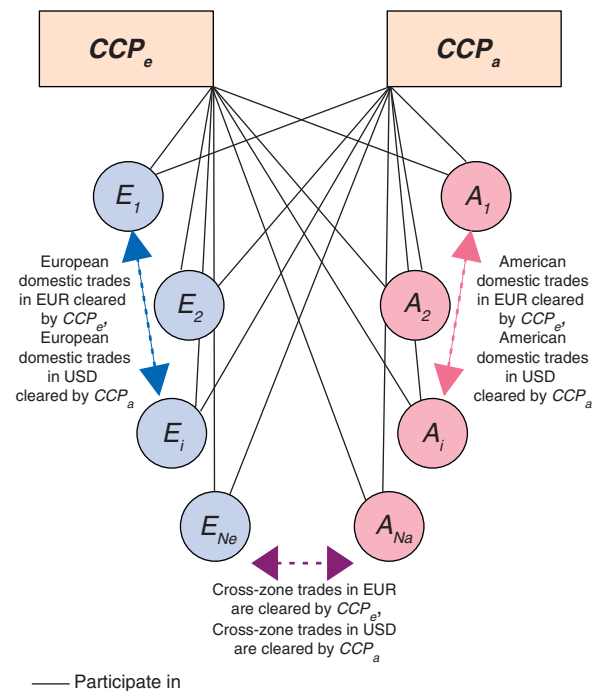 CCPe
CCPa
E1
A1
European
domestic trades
in EUR cleared
by CCPe,
European
domestic trades
in USD
cleared by CCPa
American
domestic trades
in EUR cleared
by CCPe,
American
domestic trades
in USD
cleared by CCPa
E2
A2
Ei
Ai
ENe
ANa
Cross-zone trades in EUR
are cleared by CCPe,
Cross-zone trades in USD
are cleared by CCPa
Participate in